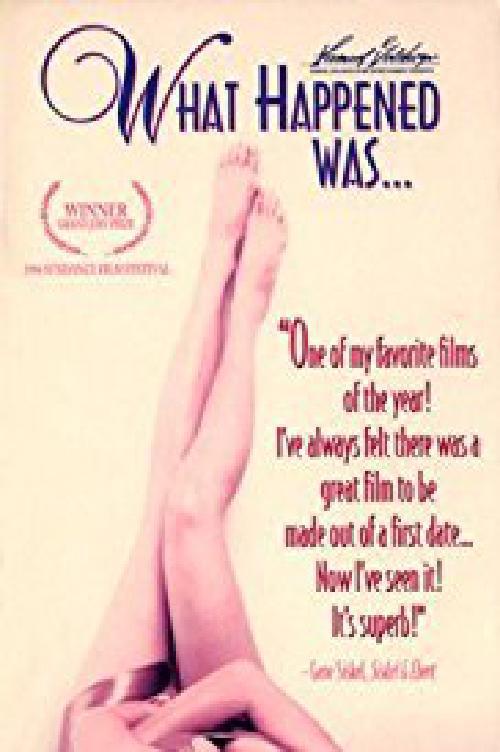 WHAT HAPPENED
WAS...
WINNER
GRAND JURY PRIZE
1994 SUNDANCE FILM FESTIVAL
"One of my favorite films
of the year!
I've always felt there was a
great film to be
made out of a first date...
Now I've seen it!
It's superb!"
-Gene Siskel, Siskel & Ebert